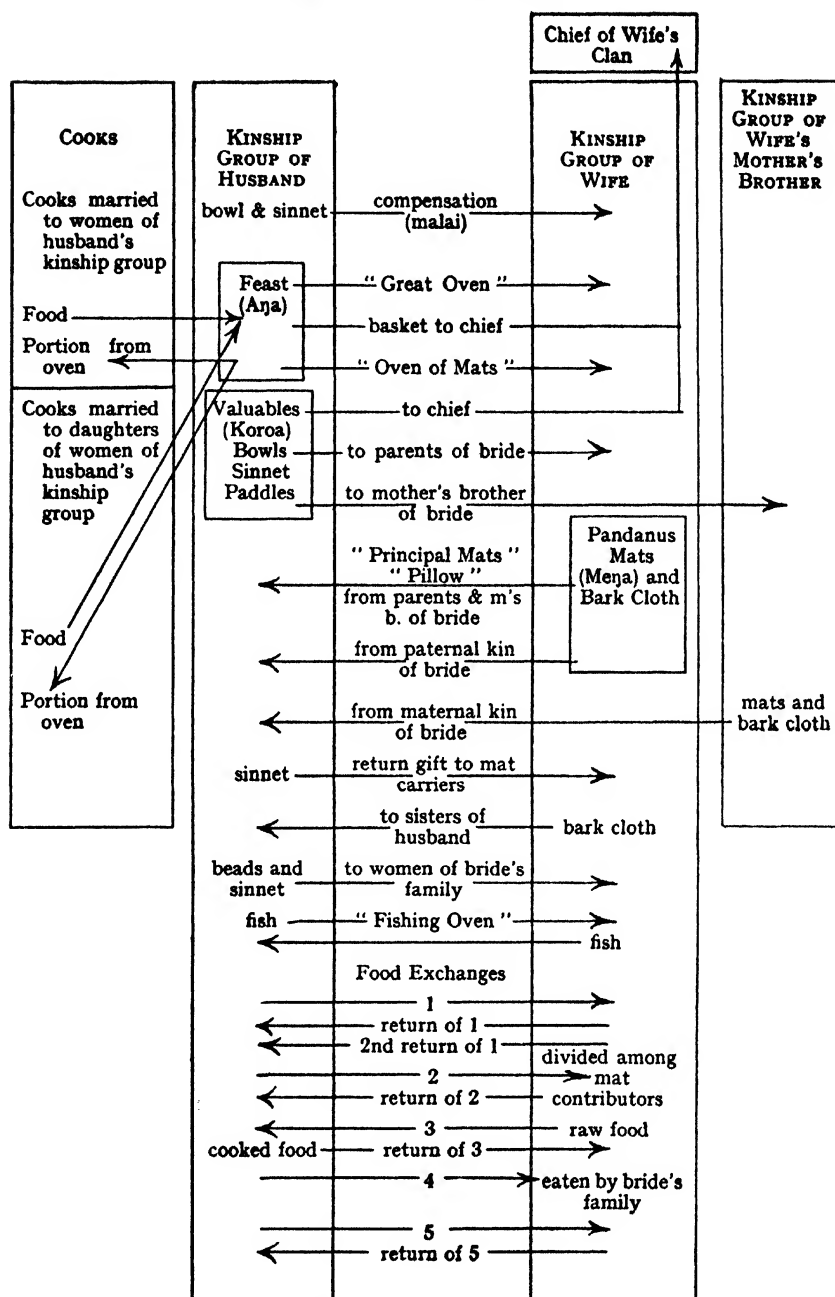 Chief of Wife's
Clan
COOKS
Cooks married
to women of
husband's
kinship group
Food
Portion from
oven
Cooks married
to daughters
of women of
husband's
kinship
group
Food
Portion from
oven
KINSHIP
GROUP OF
HUSBAND
KINSHIP
GROUP OF
WIFE
KINSHIP
GROUP OF
WIFE'S
MOTHER'S
BROTHER
bowl & sinnet
compensation
(malai)
Feast
(Aŋa)
" Great Oven "
basket to chief
" Oven of Mats "
Valuables
(Koroa)
Bowls
Sinnet
Paddles
to chief
to parents of bride
to mother's brother
of bride
" Principal Mats "
" Pillow "
from parents & m's
b. of bride
Pandanus
Mats
(Meŋa) and
Bark Cloth
from paternal kin
of bride
from maternal kin
of bride
mats and
bark cloth
sinnet
return gift to mat
carriers
to sisters of
husband
bark cloth
beads and
sinnet
to women of bride's
family
fish
" Fishing Oven "
fish
Food Exchanges
1
return of 1
2nd return of 1
2
return of 2
divided among
mat
contributors
3
raw food
cooked food
return of 3
4
eaten by bride's
family
5
return of 5